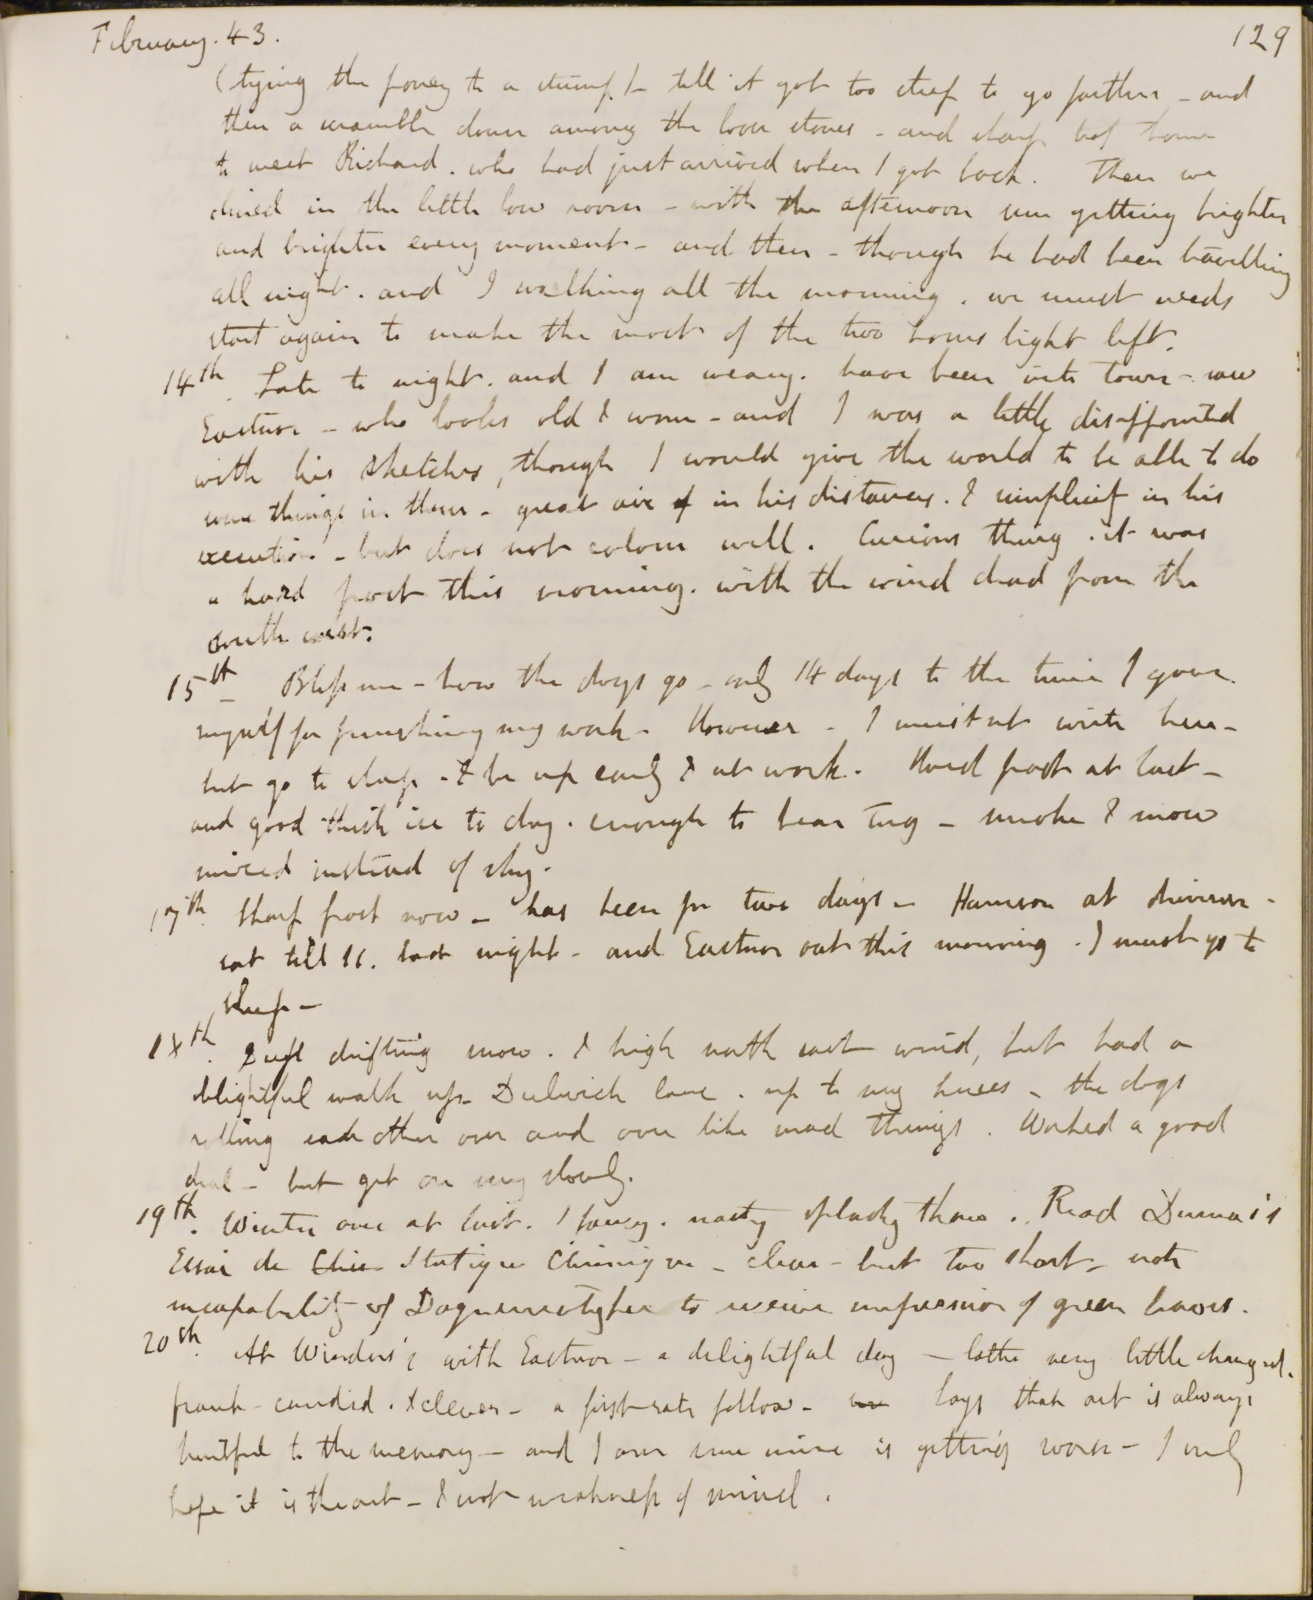 February. 43.
129
(tying the poney to a stump)- till it got too steep to go farther - and
then a scramble down among the loose stones - and sharp trot home
to meet Richard. who had just arrived when I got back. Then we
dined in the little low room - with the afternoon sun getting brighter
and brighter every moment - and then - though he had been travelling
all night. and I walking all the morning. we must needs
start again to make the most of the two hours light left.
14th. Late to night. and I am weary. have been into town - saw
Eastnor - who looks old & worn - and I was a little disappointed
with his sketches, though I would give the world to be able to do
some things in them - great air in his distances. & simplicity in his
execution - but does not colour well. Curious thing. it was
a hard frost this morning. with the wind dead from the
south west.
15th - Bless me - how the days go - only 14 days to the time I gave
myself for finishing my work. However - I must not write here -
but go to sleep. & be up early & at work. Hard frost at last -
and good thick ice to day. enough to bear Tug - smoke & snow
mixed instead of sky.
17th. Sharp frost now - has been for two days - Harrison at dinner -
sat till 11. last night - and Eastnor out this morning. I must go to
sleep -
18th. Deep drifting snow. & high north east wind, but had a
delightful walk up Dulwich lane. up to my knees - the dogs
rolling each other over and over like mad things. Worked a good
deal - but get on very slowly.
19th. Winter over at last. I fancy. nasty splashy thaw. Read Dumas's
Essai de Chim Statique Chimique - clear - but too short - note
incapability of Daguerreotypes to receive impression of green leaves.
20th. At Windus's with Eastnor - a delightful day - latter very little changed.
frank - candid. & clever - a first rate fellow - says that art is always
hurtful to the memory - and I am sure mine is getting worse - I only
hope it is the art - & not weakness of mind.